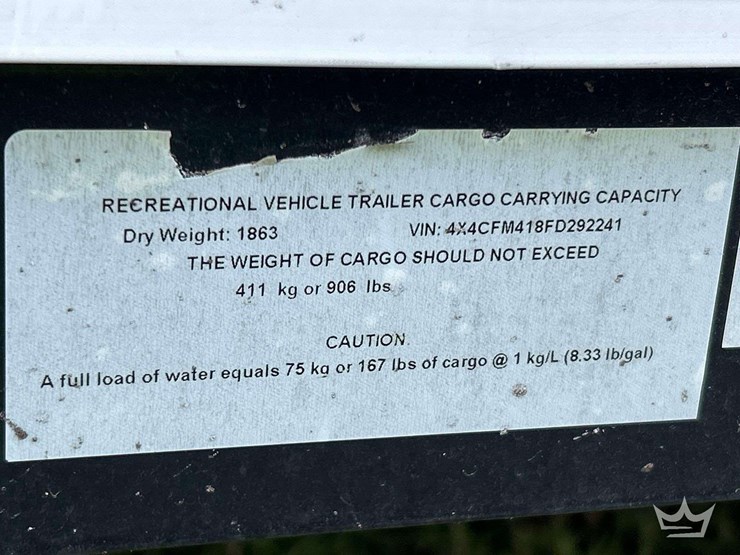 RECREATIONAL VEHICLE TRAILER CARGO CARRYING CAPACITY
Dry Weight: 1863 VIN: 4X4CFM418FD292241
THE WEIGHT OF CARGO SHOULD NOT EXCEED
411 kg or 906 lbs
CAUTION:
A full load of water equals 75 kg or 167 lbs of cargo @ 1 kg/L (8.33 lb/gal)